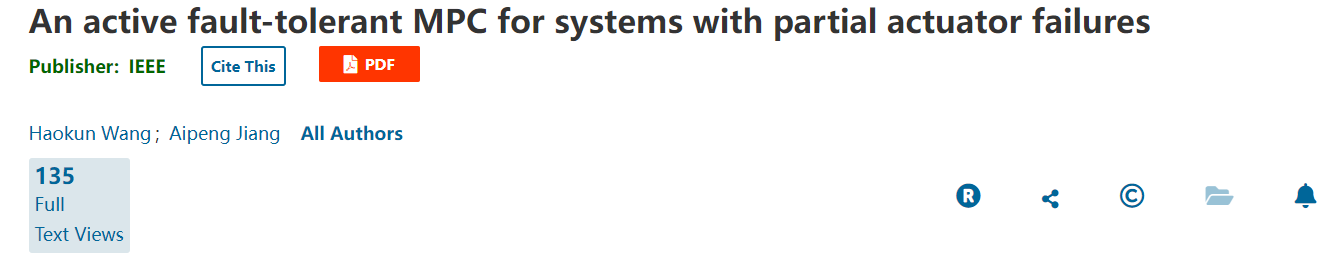 An active fault-tolerant MPC for systems with partial actuator failures
Publisher: IEEE Cite This PDF
Haokun Wang; Aipeng Jiang All Authors
135
Full
Text Views
R
©